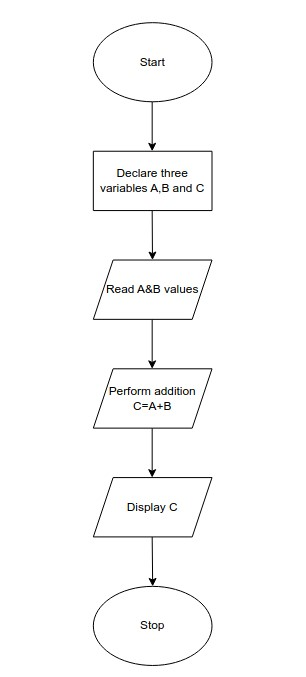 Start
Declare three
variables A,B and C
Read A&B values
Perform addition
C=A+B
Display C
Stop